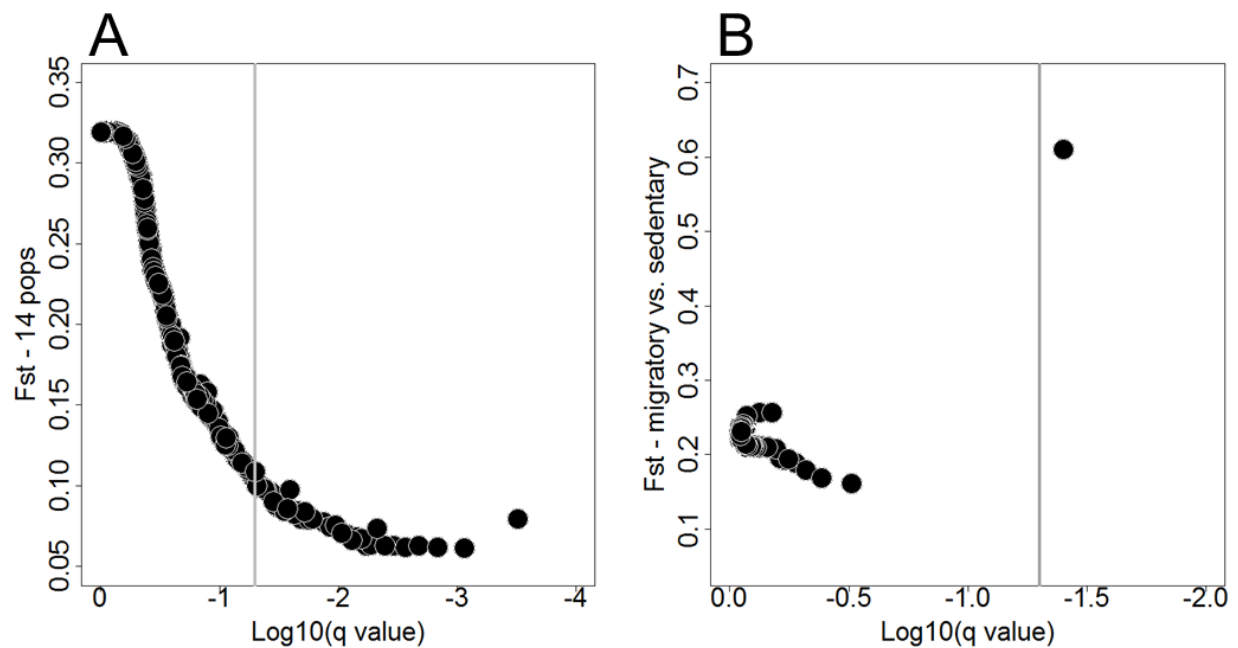 A
Fst - 14 pops
0.35
0.30
0.25
0.20
0.15
0.10
0.05
0 -1 -2 -3 -4
Log10(q value)
B
Fst - migratory vs. sedentary
0.7
0.6
0.5
0.4
0.3
0.2
0.1
0.0 -0.5 -1.0 -1.5 -2.0
Log10(q value)